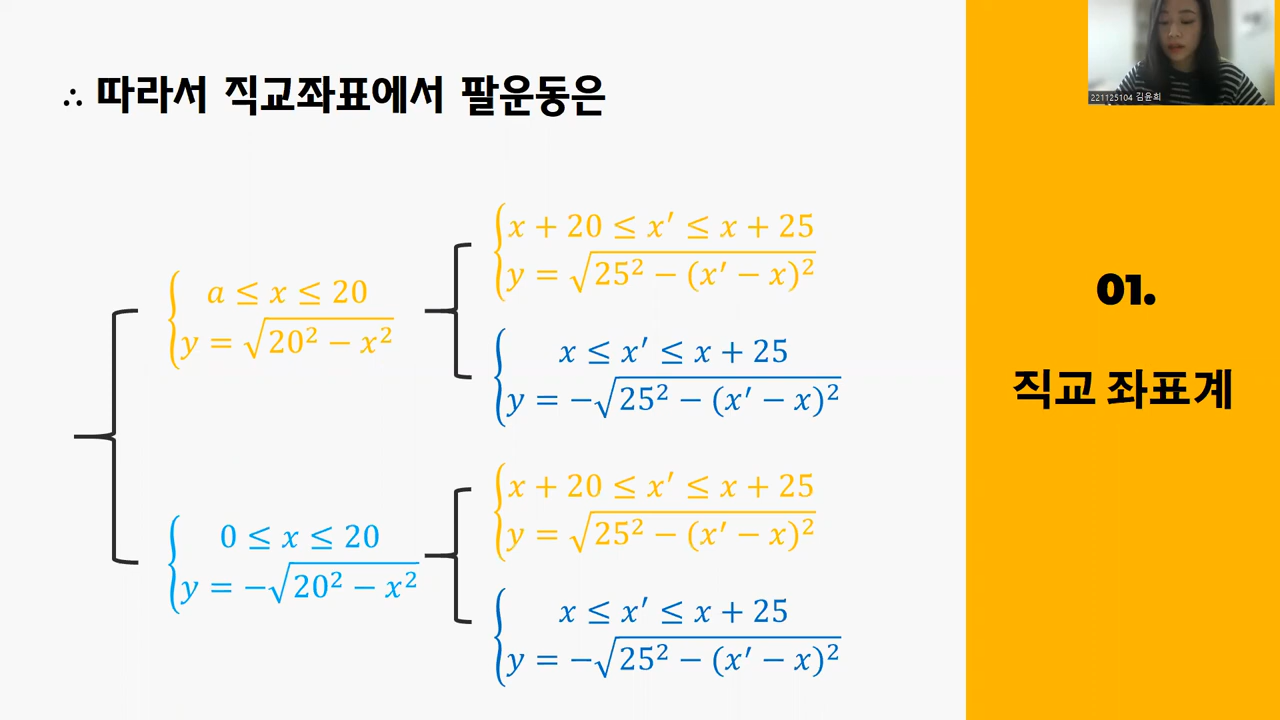 ∴ 따라서 직교좌표에서 팔운동은
a ≤ x ≤ 20
y = √(20² − x²)
x + 20 ≤ x′ ≤ x + 25
y = √(25² − (x′ − x)²)
x ≤ x′ ≤ x + 25
y = −√(25² − (x′ − x)²)
0 ≤ x ≤ 20
y = −√(20² − x²)
x + 20 ≤ x′ ≤ x + 25
y = √(25² − (x′ − x)²)
x ≤ x′ ≤ x + 25
y = −√(25² − (x′ − x)²)
221125104 김윤희
01.
직교 좌표계